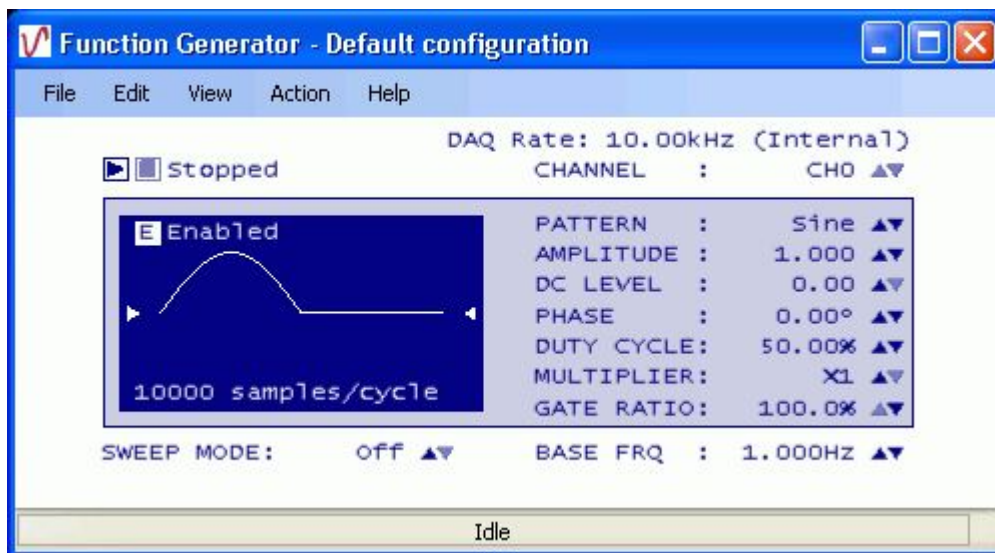 Function Generator - Default configuration
File Edit View Action Help
DAQ Rate: 10.00kHz (Internal)
Stopped CHANNEL : CH0
E Enabled PATTERN : Sine
AMPLITUDE : 1.000
DC LEVEL : 0.00
PHASE : 0.00°
DUTY CYCLE: 50.00%
MULTIPLIER: X1
10000 samples/cycle GATE RATIO: 100.0%
SWEEP MODE: Off BASE FRQ : 1.000Hz
Idle